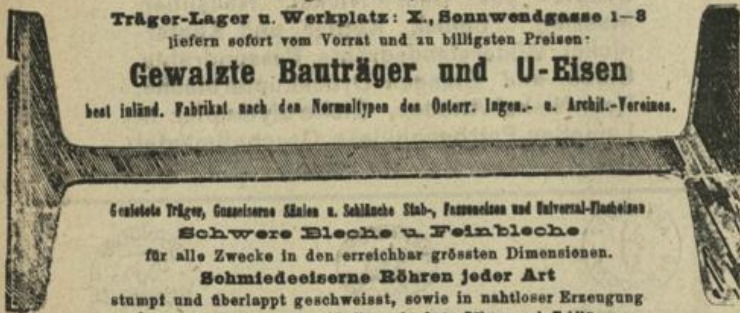 Träger-Lager u. Werkplatz: X., Sonnwendgasse 1–3
liefern sofort vom Vorrat und zu billigsten Preisen:
Gewalzte Bauträger und U-Eisen
best inländ. Fabrikat nach den Normaltypen des Österr. Ingen.- u. Archit.-Vereines.
Genietete Träger, Gusseiserne Säulen u. Schläuche Stab-, Fassoneisen und Universal-Flacheisen
Schwere Bleche u. Feinbleche
für alle Zwecke in den erreichbar grössten Dimensionen.
Schmiedeeiserne Röhren jeder Art
stumpf und überlappt geschweisst, sowie in nahtloser Erzeugung